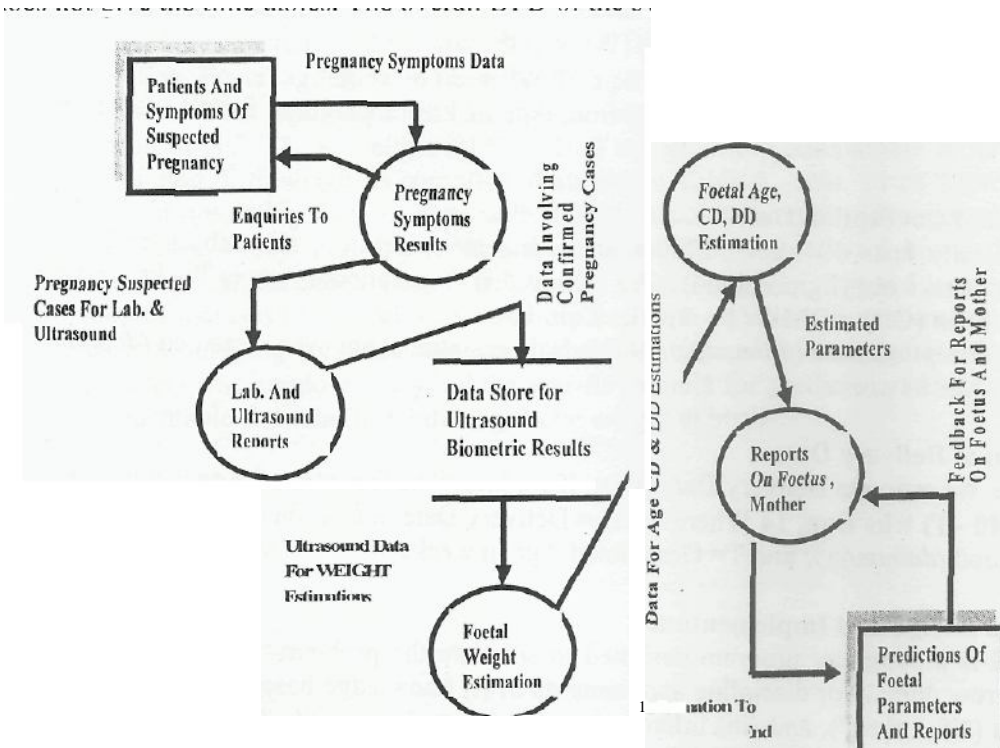 Pregnancy Symptoms Data
Patients And
Symptoms Of
Suspected
Pregnancy
Pregnancy
Symptoms
Results
Enquiries To
Patients
Data Involving
Confirmed
Pregnancy Cases
Pregnancy Suspected
Cases For Lab. &
Ultrasound
Lab. And
Ultrasound
Reports
Data Store for
Ultrasound
Biometric Results
Ultrasound Data
For WEIGHT
Estimations
Foetal
Weight
Estimation
Data For Age CD & DD Estimations
Foetal Age,
CD, DD
Estimation
Estimated
Parameters
Feedback For Reports
On Foetus And Mother
Reports
On Foetus ,
Mother
Predictions Of
Foetal
Parameters
And Reports
To